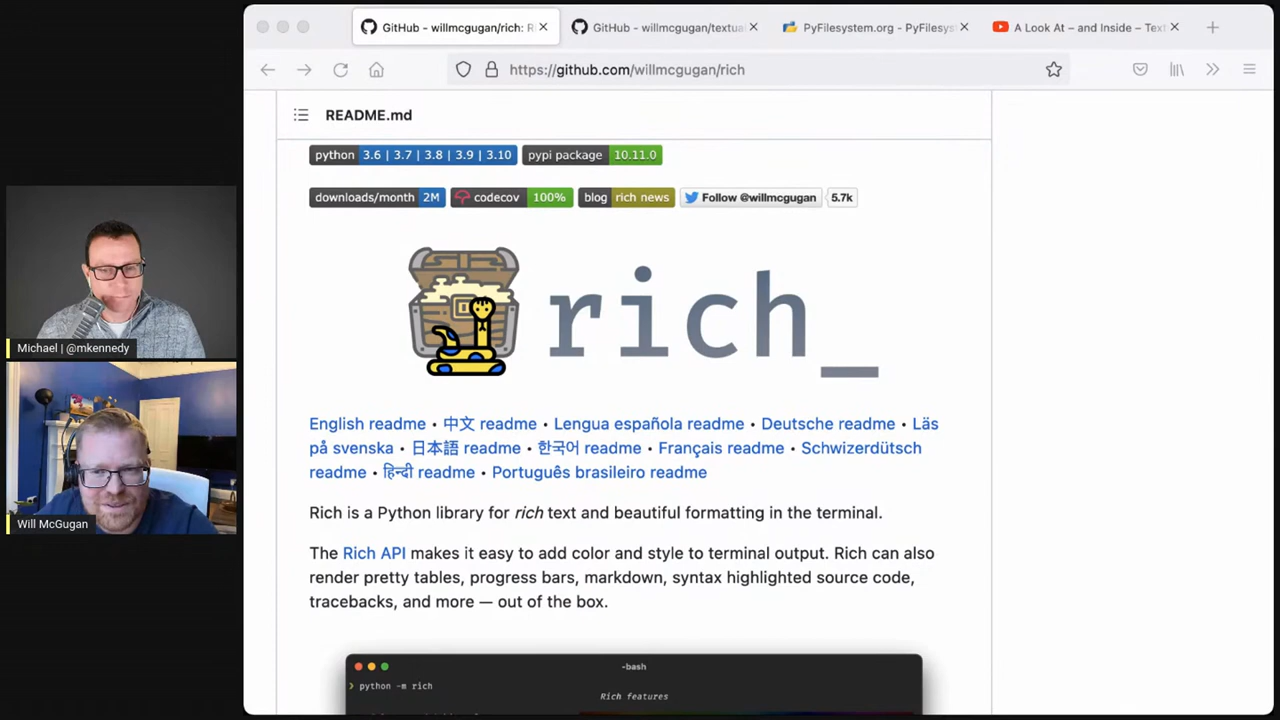 GitHub - willmcgugan/rich: R
GitHub - willmcgugan/textua
PyFilesystem.org - PyFilesys
A Look At – and Inside – Text
https://github.com/willmcgugan/rich
README.md
python 3.6 | 3.7 | 3.8 | 3.9 | 3.10 pypi package 10.11.0
downloads/month 2M codecov 100% blog rich news Follow @willmcgugan 5.7k
rich_
English readme • 中文 readme • Lengua española readme • Deutsche readme • Läs
på svenska • 日本語 readme • 한국어 readme • Français readme • Schwizerdütsch
readme • हिन्दी readme • Português brasileiro readme
Rich is a Python library for rich text and beautiful formatting in the terminal.
The Rich API makes it easy to add color and style to terminal output. Rich can also
render pretty tables, progress bars, markdown, syntax highlighted source code,
tracebacks, and more — out of the box.
-bash
❯ python -m rich
Rich features
Michael | @mkennedy
Will McGugan